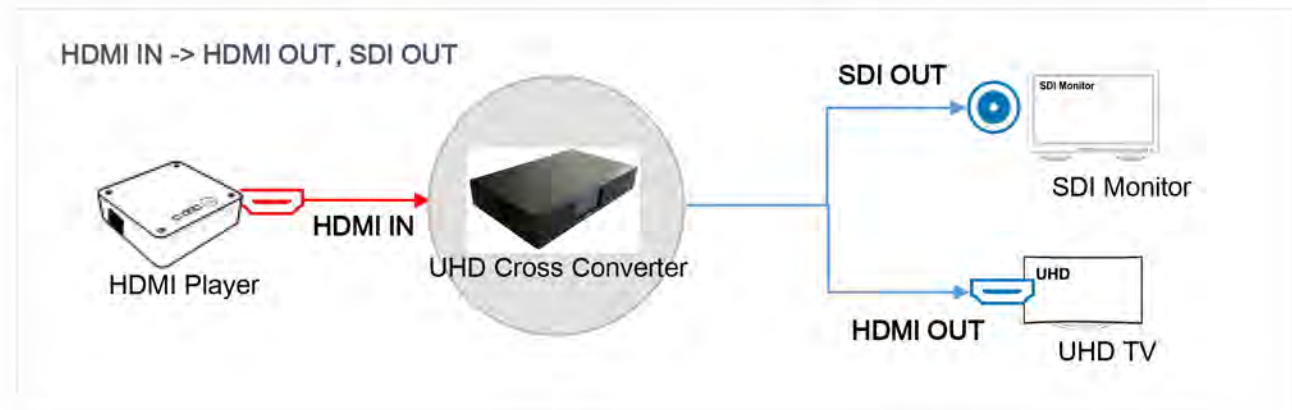 HDMI IN -> HDMI OUT, SDI OUT
SDI OUT
SDI Monitor
SDI Monitor
HDMI IN
HDMI Player
UHD Cross Converter
UHD
HDMI OUT
UHD TV